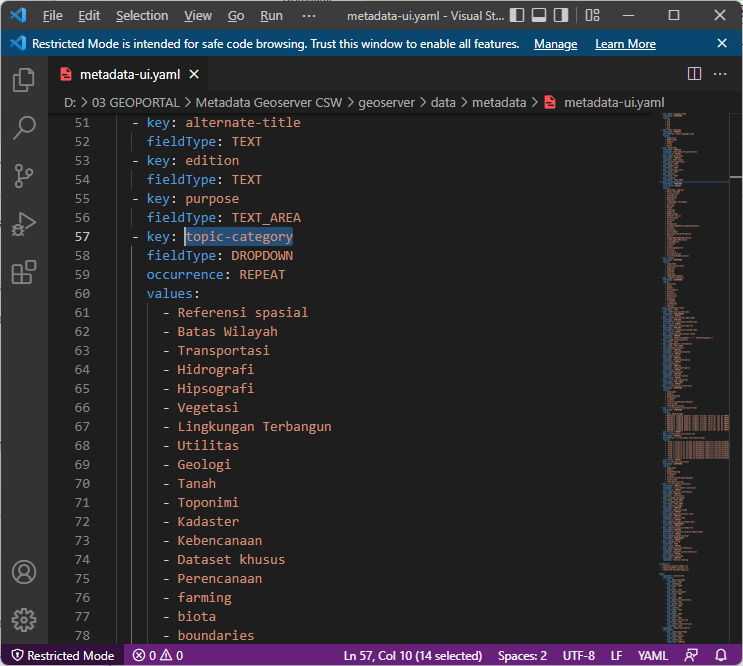 File Edit Selection View Go Run ··· metadata-ui.yaml - Visual St...
Restricted Mode is intended for safe code browsing. Trust this window to enable all features. Manage Learn More
metadata-ui.yaml
D: > 03 GEOPORTAL > Metadata Geoserver CSW > geoserver > data > metadata > metadata-ui.yaml
51 - key: alternate-title
52 fieldType: TEXT
53 - key: edition
54 fieldType: TEXT
55 - key: purpose
56 fieldType: TEXT_AREA
57 - key: topic-category
58 fieldType: DROPDOWN
59 occurrence: REPEAT
60 values:
61 - Referensi spasial
62 - Batas Wilayah
63 - Transportasi
64 - Hidrografi
65 - Hipsografi
66 - Vegetasi
67 - Lingkungan Terbangun
68 - Utilitas
69 - Geologi
70 - Tanah
71 - Toponimi
72 - Kadaster
73 - Kebencanaan
74 - Dataset khusus
75 - Perencanaan
76 - farming
77 - biota
78 - boundaries
Restricted Mode 0 0 Ln 57, Col 10 (14 selected) Spaces: 2 UTF-8 LF YAML